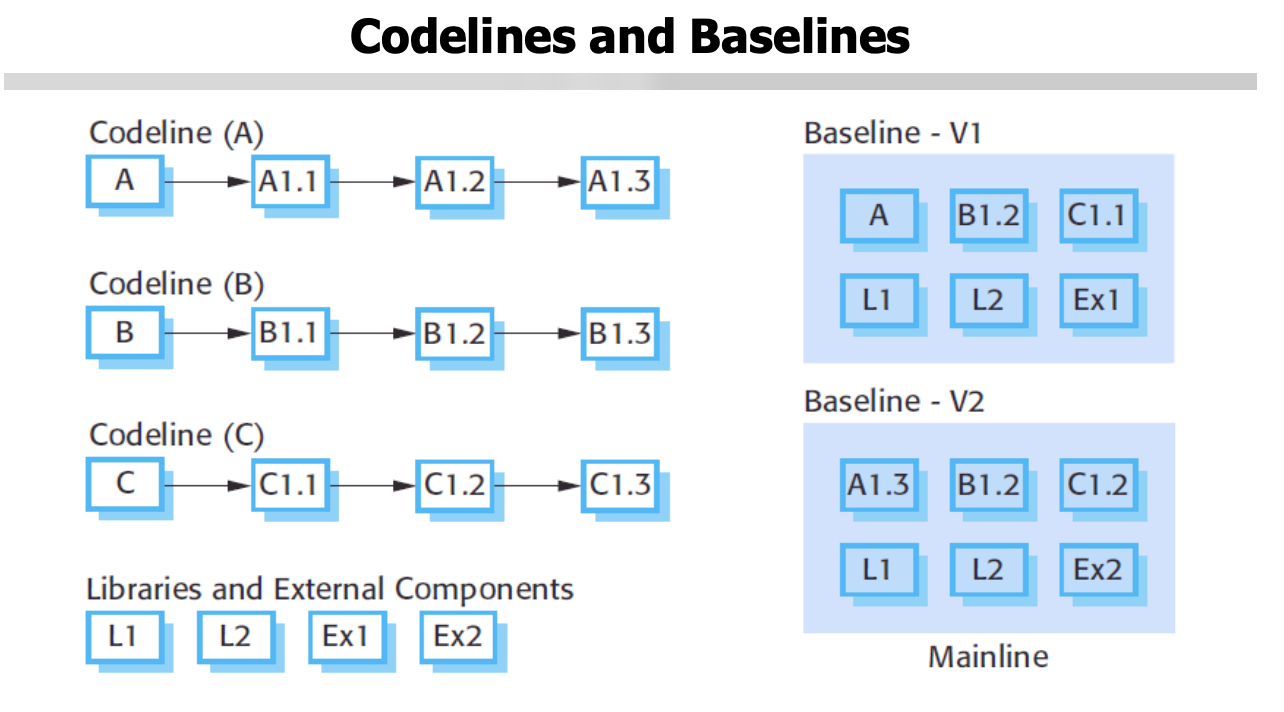 Codelines and Baselines
Codeline (A)
A A1.1 A1.2 A1.3
Codeline (B)
B B1.1 B1.2 B1.3
Codeline (C)
C C1.1 C1.2 C1.3
Libraries and External Components
L1 L2 Ex1 Ex2
Baseline - V1
A B1.2 C1.1
L1 L2 Ex1
Baseline - V2
A1.3 B1.2 C1.2
L1 L2 Ex2
Mainline